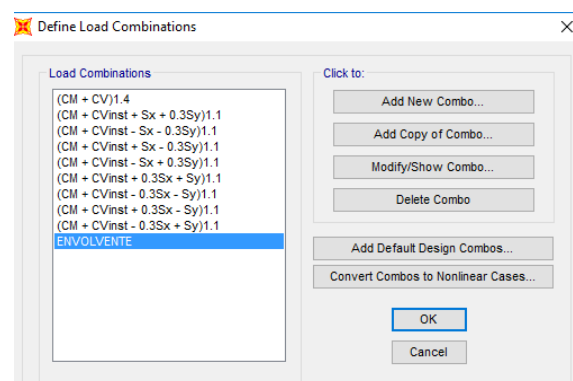 Define Load Combinations
Load Combinations
(CM + CV)1.4
(CM + CVinst + Sx + 0.3Sy)1.1
(CM + CVinst - Sx - 0.3Sy)1.1
(CM + CVinst + Sx - 0.3Sy)1.1
(CM + CVinst - Sx + 0.3Sy)1.1
(CM + CVinst + 0.3Sx + Sy)1.1
(CM + CVinst - 0.3Sx - Sy)1.1
(CM + CVinst + 0.3Sx - Sy)1.1
(CM + CVinst - 0.3Sx + Sy)1.1
ENVOLVENTE
Click to:
Add New Combo...
Add Copy of Combo...
Modify/Show Combo...
Delete Combo
Add Default Design Combos...
Convert Combos to Nonlinear Cases...
OK
Cancel